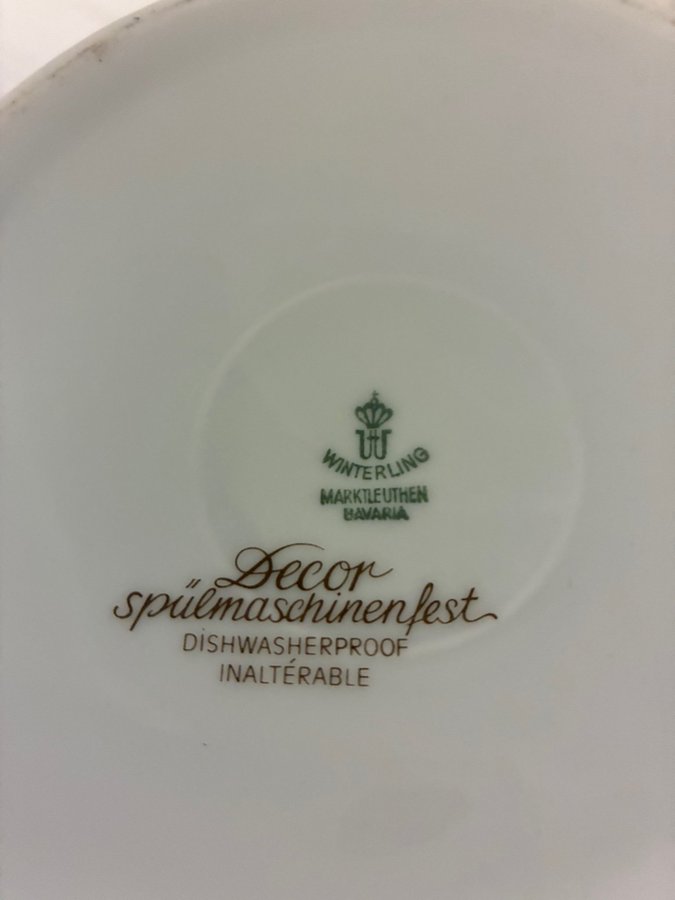 W
WINTERLING
MARKTLEUTHEN
BAVARIA
Decor
spülmaschinenfest
DISHWASHERPROOF
INALTÉRABLE